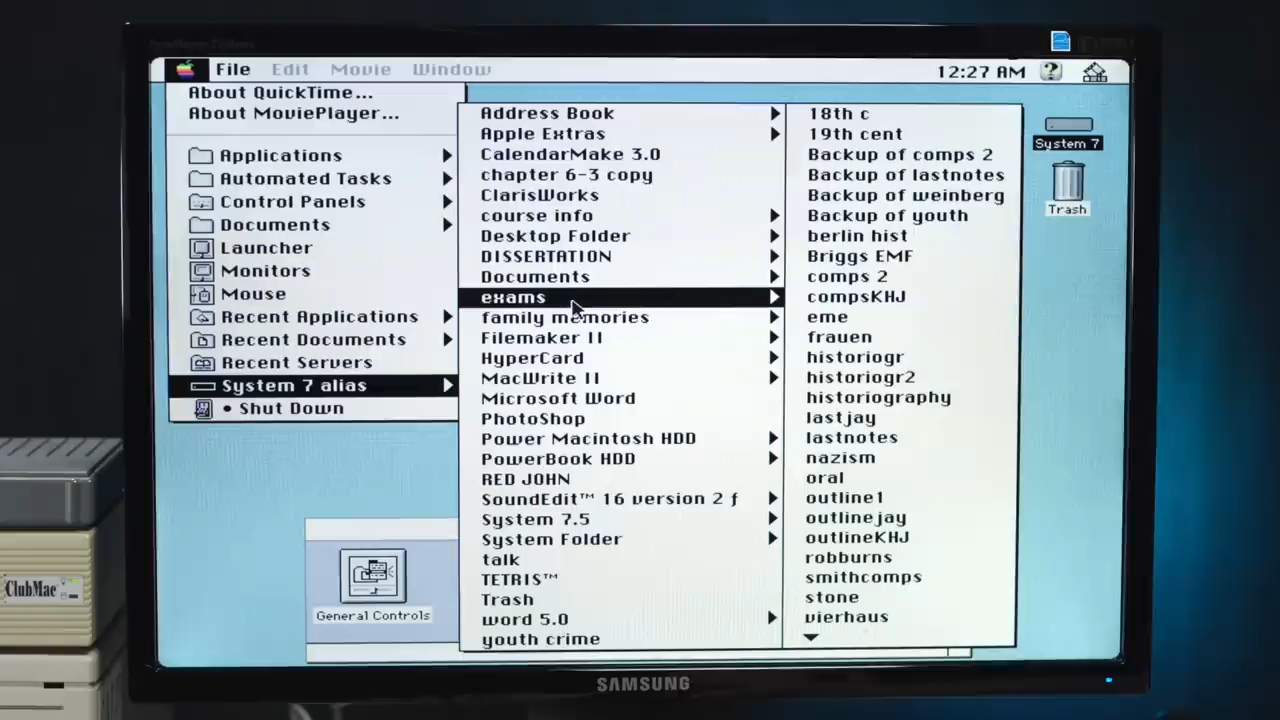 File Edit Movie Window 12:27 AM
About QuickTime...
About MoviePlayer...
Applications
Automated Tasks
Control Panels
Documents
Launcher
Monitors
Mouse
Recent Applications
Recent Documents
Recent Servers
System 7 alias
• Shut Down
Address Book
Apple Extras
CalendarMake 3.0
chapter 6-3 copy
ClarisWorks
course info
Desktop Folder
DISSERTATION
Documents
exams
family memories
Filemaker II
HyperCard
MacWrite II
Microsoft Word
PhotoShop
Power Macintosh HDD
PowerBook HDD
RED JOHN
SoundEdit™ 16 version 2 ƒ
System 7.5
System Folder
talk
TETRIS™
Trash
word 5.0
youth crime
18th c
19th cent
Backup of comps 2
Backup of lastnotes
Backup of weinberg
Backup of youth
berlin hist
Briggs EMF
comps 2
compsKHJ
eme
frauen
historiogr
historiogr2
historiography
lastjay
lastnotes
nazism
oral
outline1
outlinejay
outlineKHJ
robburns
smithcomps
stone
vierhaus
System 7
Trash
General Controls
ClubMac
SAMSUNG